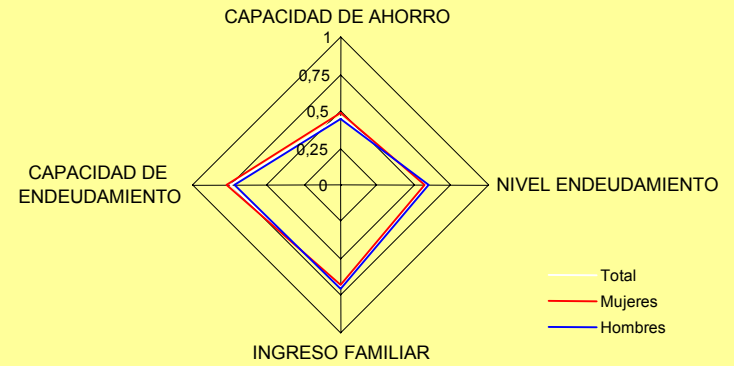 CAPACIDAD DE AHORRO
1
0,75
0,5
0,25
0
CAPACIDAD DE
ENDEUDAMIENTO
NIVEL ENDEUDAMIENTO
INGRESO FAMILIAR
Total
Mujeres
Hombres